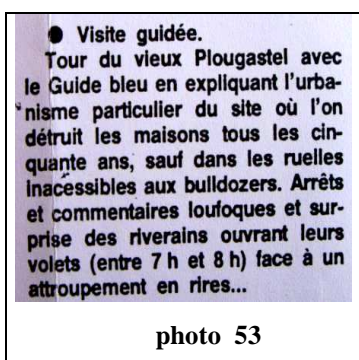 ● Visite guidée.
Tour du vieux Plougastel avec
le Guide bleu en expliquant l'urba-
nisme particulier du site où l'on
détruit les maisons tous les cin-
quante ans, sauf dans les ruelles
inacessibles aux bulldozers. Arrêts
et commentaires loufoques et sur-
prise des riverains ouvrant leurs
volets (entre 7 h et 8 h) face à un
attroupement en rires...
photo 53